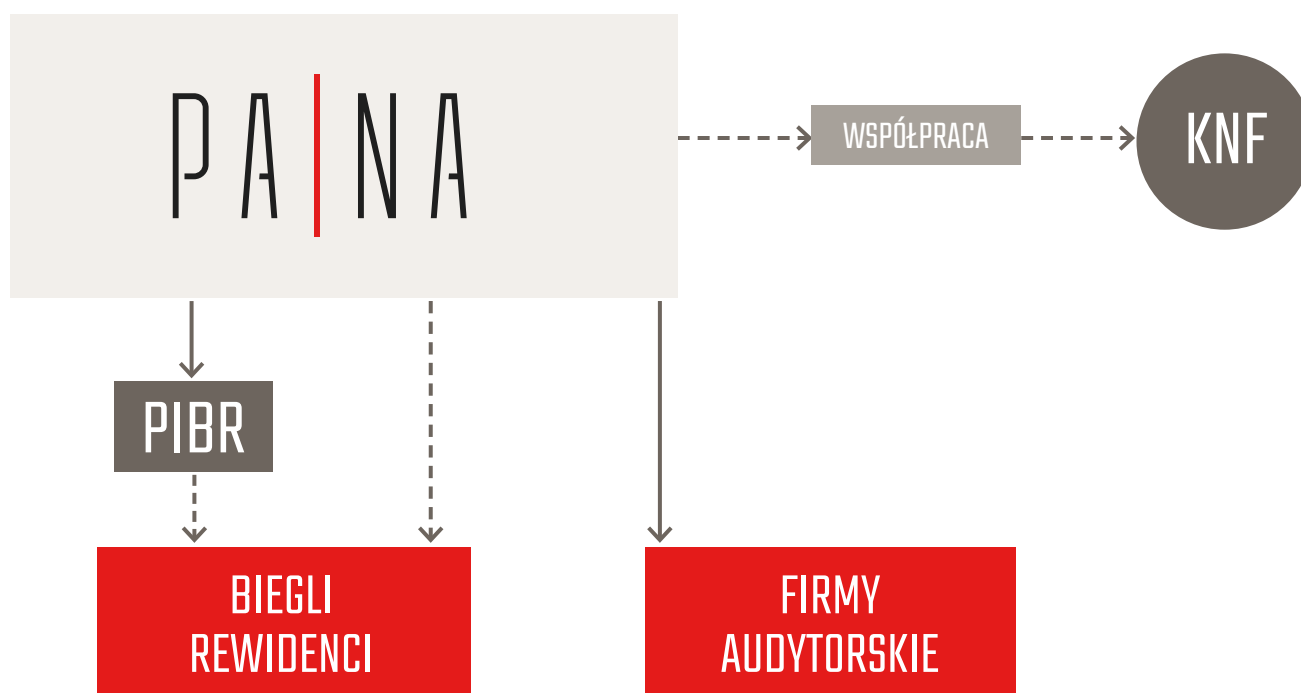 PA|NA
WSPÓŁPRACA
KNF
PIBR
BIEGLI
REWIDENCI
FIRMY
AUDYTORSKIE